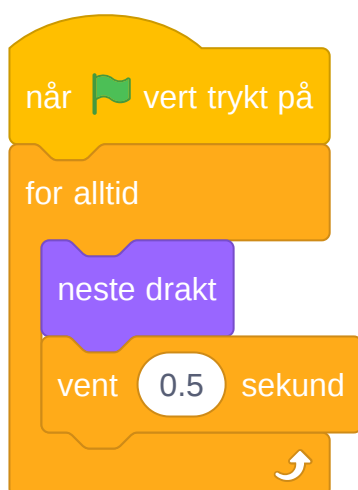 når vert trykt på
for alltid
neste drakt
vent 0.5 sekund